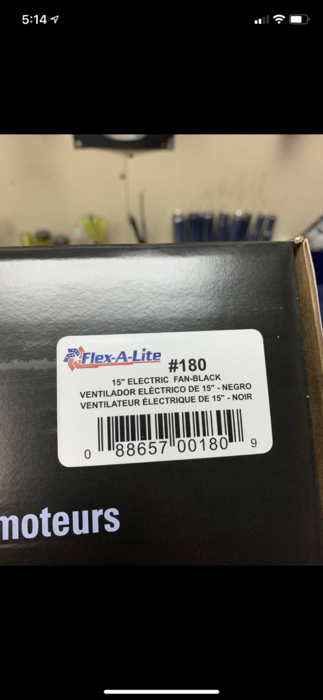 5:14
Flex-A-Lite #180
15" ELECTRIC FAN-BLACK
VENTILADOR ELÉCTRICO DE 15" - NEGRO
VENTILATEUR ÉLECTRIQUE DE 15" - NOIR
0 88657 00180 9
moteurs